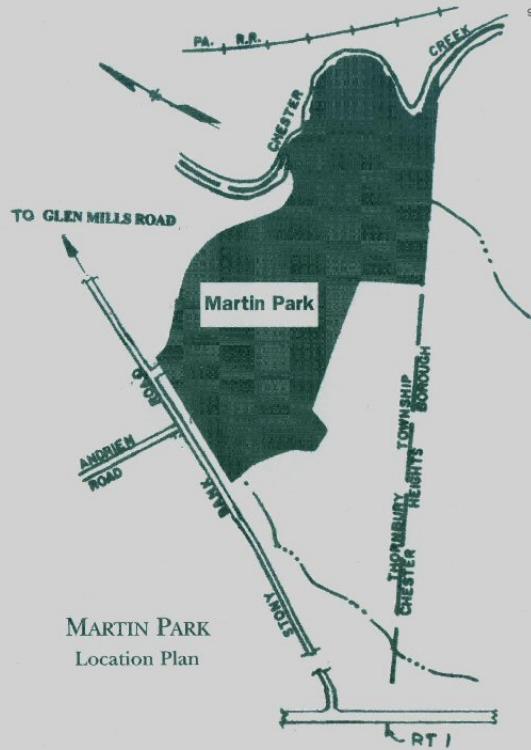 PA. R.R.
CREEK
CHESTER
TO GLEN MILLS ROAD
Martin Park
ROAD
ANDRIEN
ROAD
BANK
STONY
THORNBURY TOWNSHIP
CHESTER HEIGHTS BOROUGH
MARTIN PARK
Location Plan
RT 1